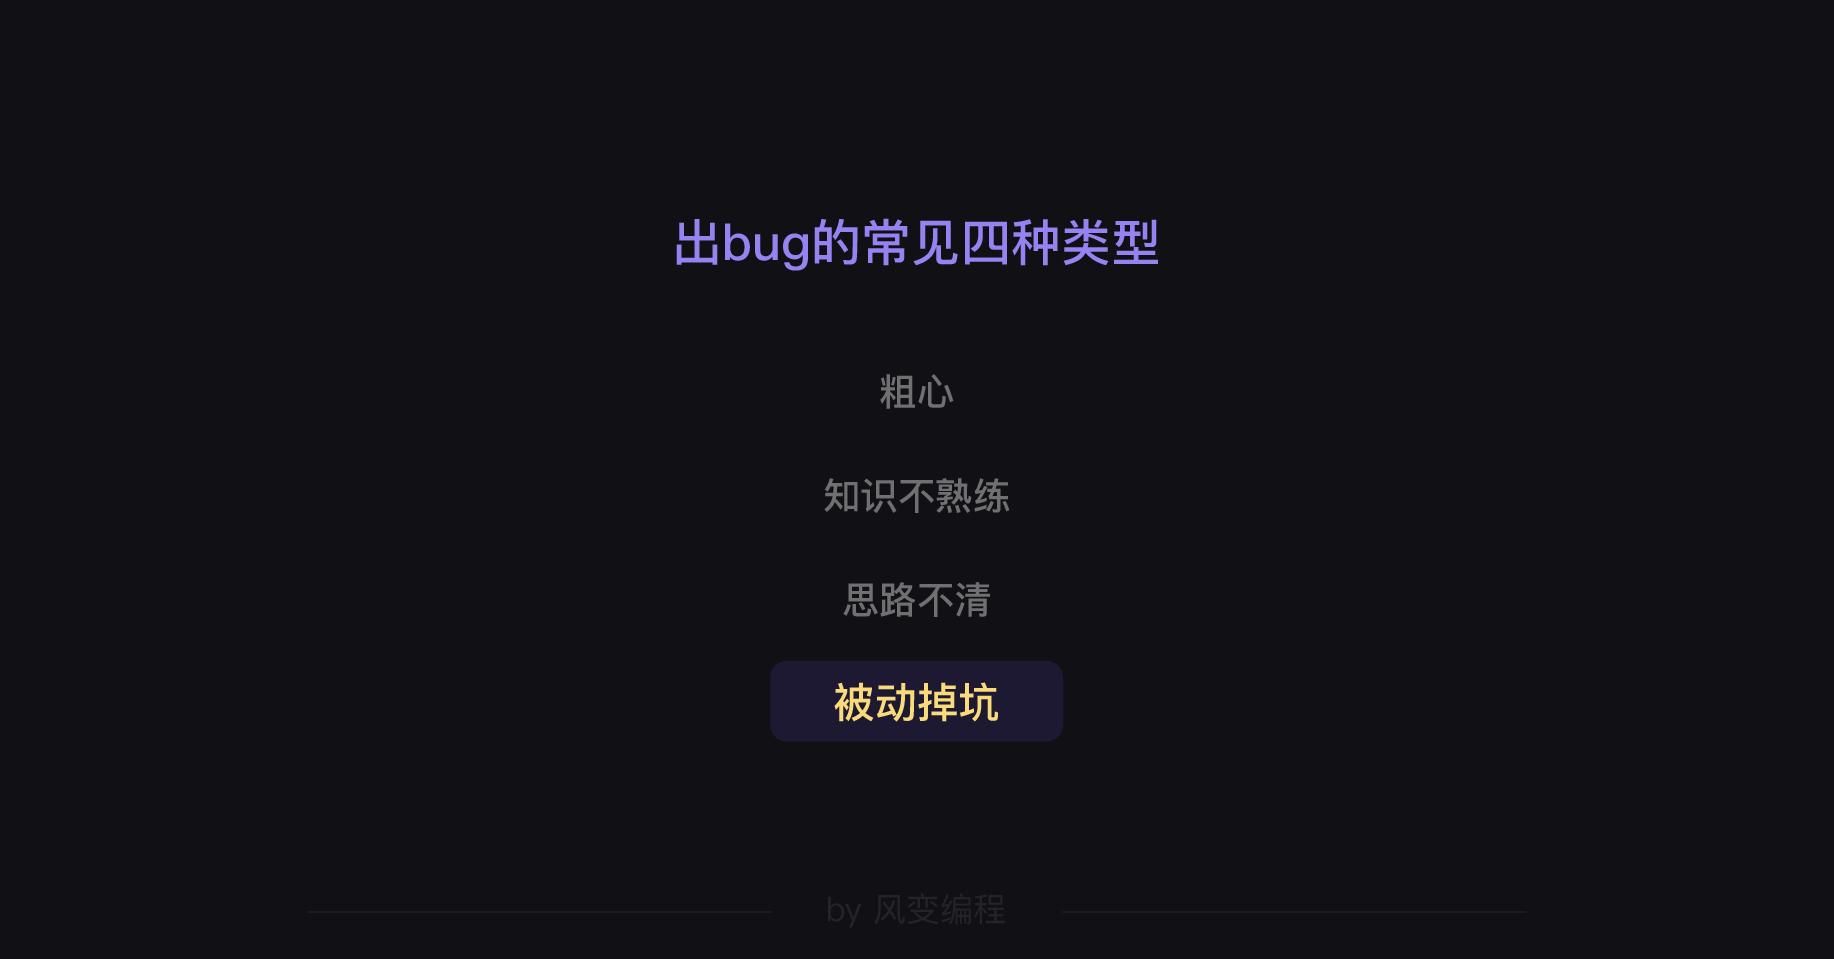 出bug的常见四种类型
粗心
知识不熟练
思路不清
被动掉坑
by 风变编程